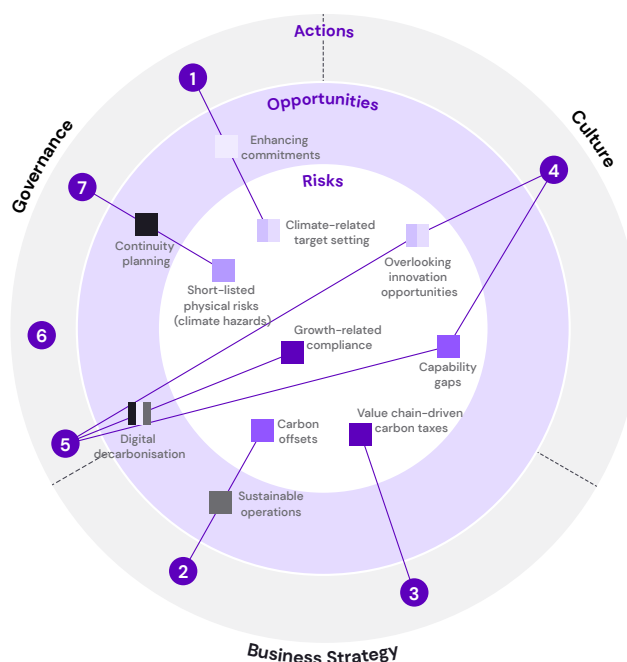 Actions
1
Opportunities
Enhancing
commitments
Governance
Culture
4
7
Risks
Climate-related
target setting
Continuity
planning
Overlooking
innovation
opportunities
Short-listed
physical risks
(climate hazards)
6
Growth-related
compliance
Capability
gaps
5
Digital
decarbonisation
Carbon
offsets
Value chain-driven
carbon taxes
Sustainable
operations
2
3
Business Strategy